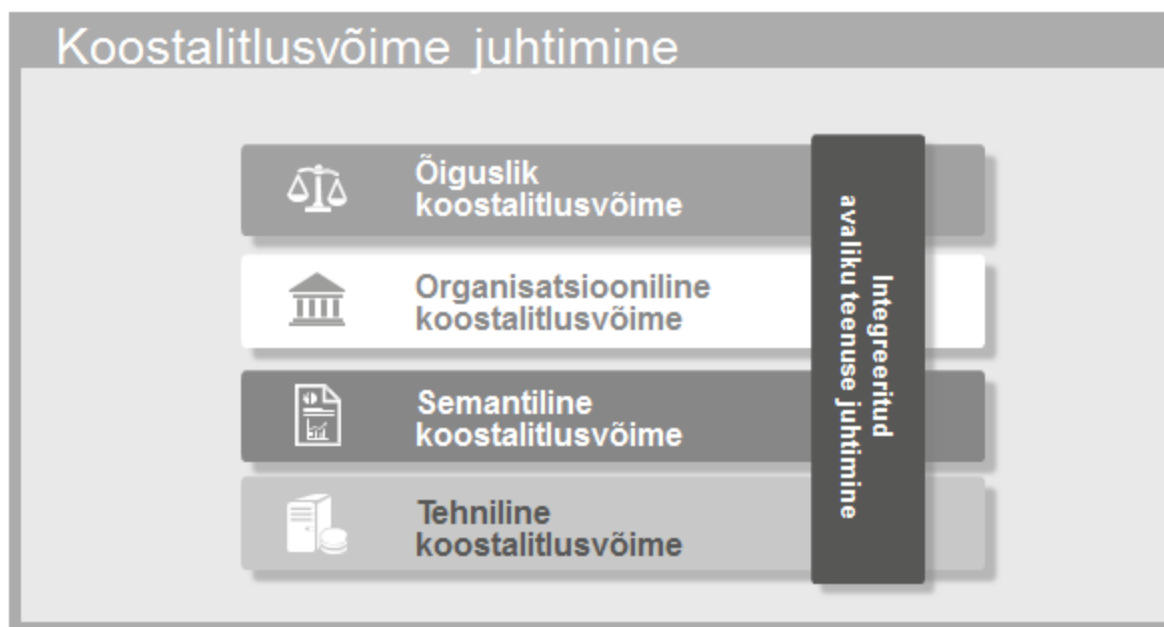 Koostalitlusvõime juhtimine
Õiguslik
koostalitlusvõime
Organisatsiooniline
koostalitlusvõime
Semantiline
koostalitlusvõime
Tehniline
koostalitlusvõime
Integreeritud
avaliku teenuse juhtimine